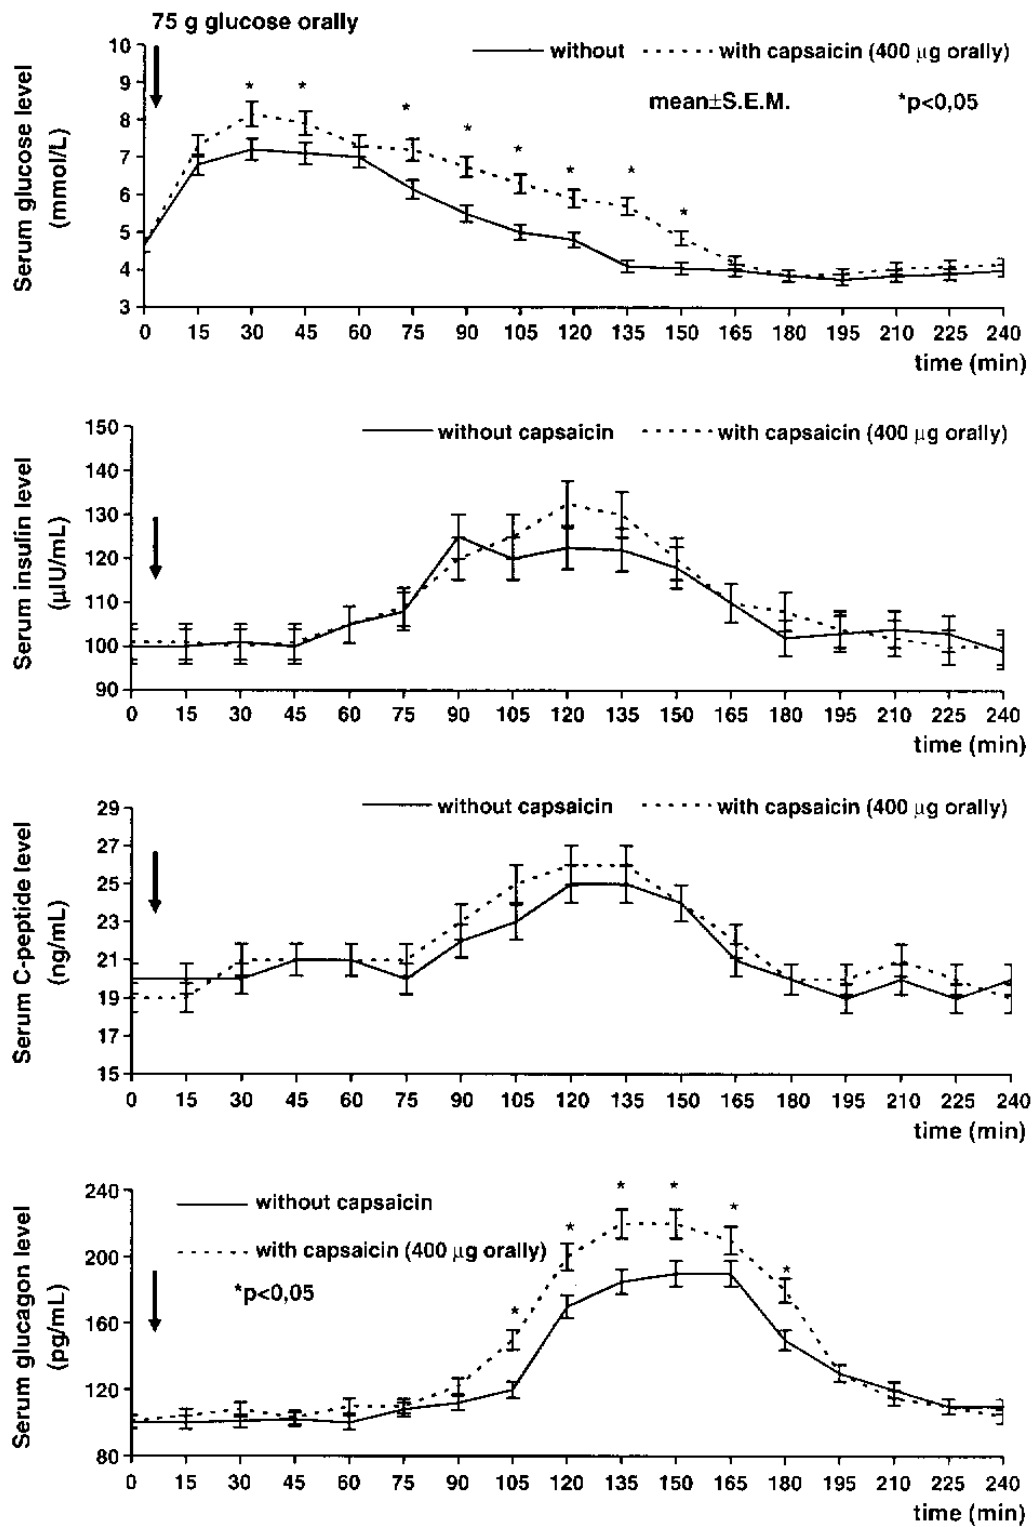 75 g glucose orally
without with capsaicin (400 µg orally)
mean±S.E.M. *p<0,05
Serum glucose level
(mmol/L)
10
9
8
7
6
5
4
3
* * * * * * * *
0 15 30 45 60 75 90 105 120 135 150 165 180 195 210 225 240
time (min)
without capsaicin with capsaicin (400 µg orally)
Serum insulin level
(µIU/mL)
150
140
130
120
110
100
90
0 15 30 45 60 75 90 105 120 135 150 165 180 195 210 225 240
time (min)
without capsaicin with capsaicin (400 µg orally)
Serum C-peptide level
(ng/mL)
29
27
25
23
21
19
17
15
0 15 30 45 60 75 90 105 120 135 150 165 180 195 210 225 240
time (min)
without capsaicin
with capsaicin (400 µg orally)
*p<0,05
Serum glucagon level
(pg/mL)
240
200
160
120
80
* * * * * *
0 15 30 45 60 75 90 105 120 135 150 165 180 195 210 225 240
time (min)